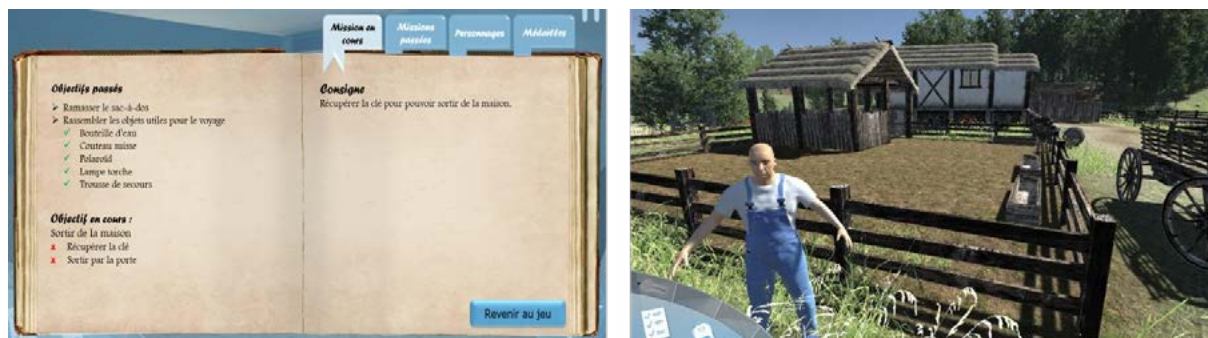 Mission en
cours
Missions
passées
Personnages
Médailles
Objectifs passés
➤ Ramasser le sac-à-dos
➤ Rassembler les objets utiles pour le voyage
✓ Bouteille d'eau
✓ Couteau suisse
✓ Polaroïd
✓ Lampe torche
✓ Trousse de secours
Objectif en cours :
Sortir de la maison
x Récupérer la clé
x Sortir par la porte
Consigne
Récupérer la clé pour pouvoir sortir de la maison.
Revenir au jeu